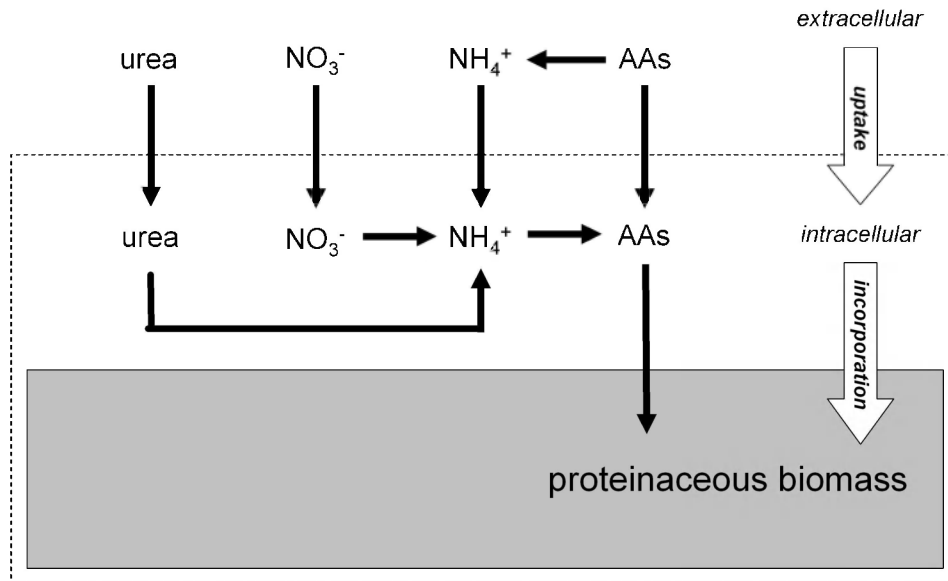 extracellular
urea NO₃⁻ NH₄⁺ AAs
uptake
urea NO₃⁻ NH₄⁺ AAs intracellular
incorporation
proteinaceous biomass